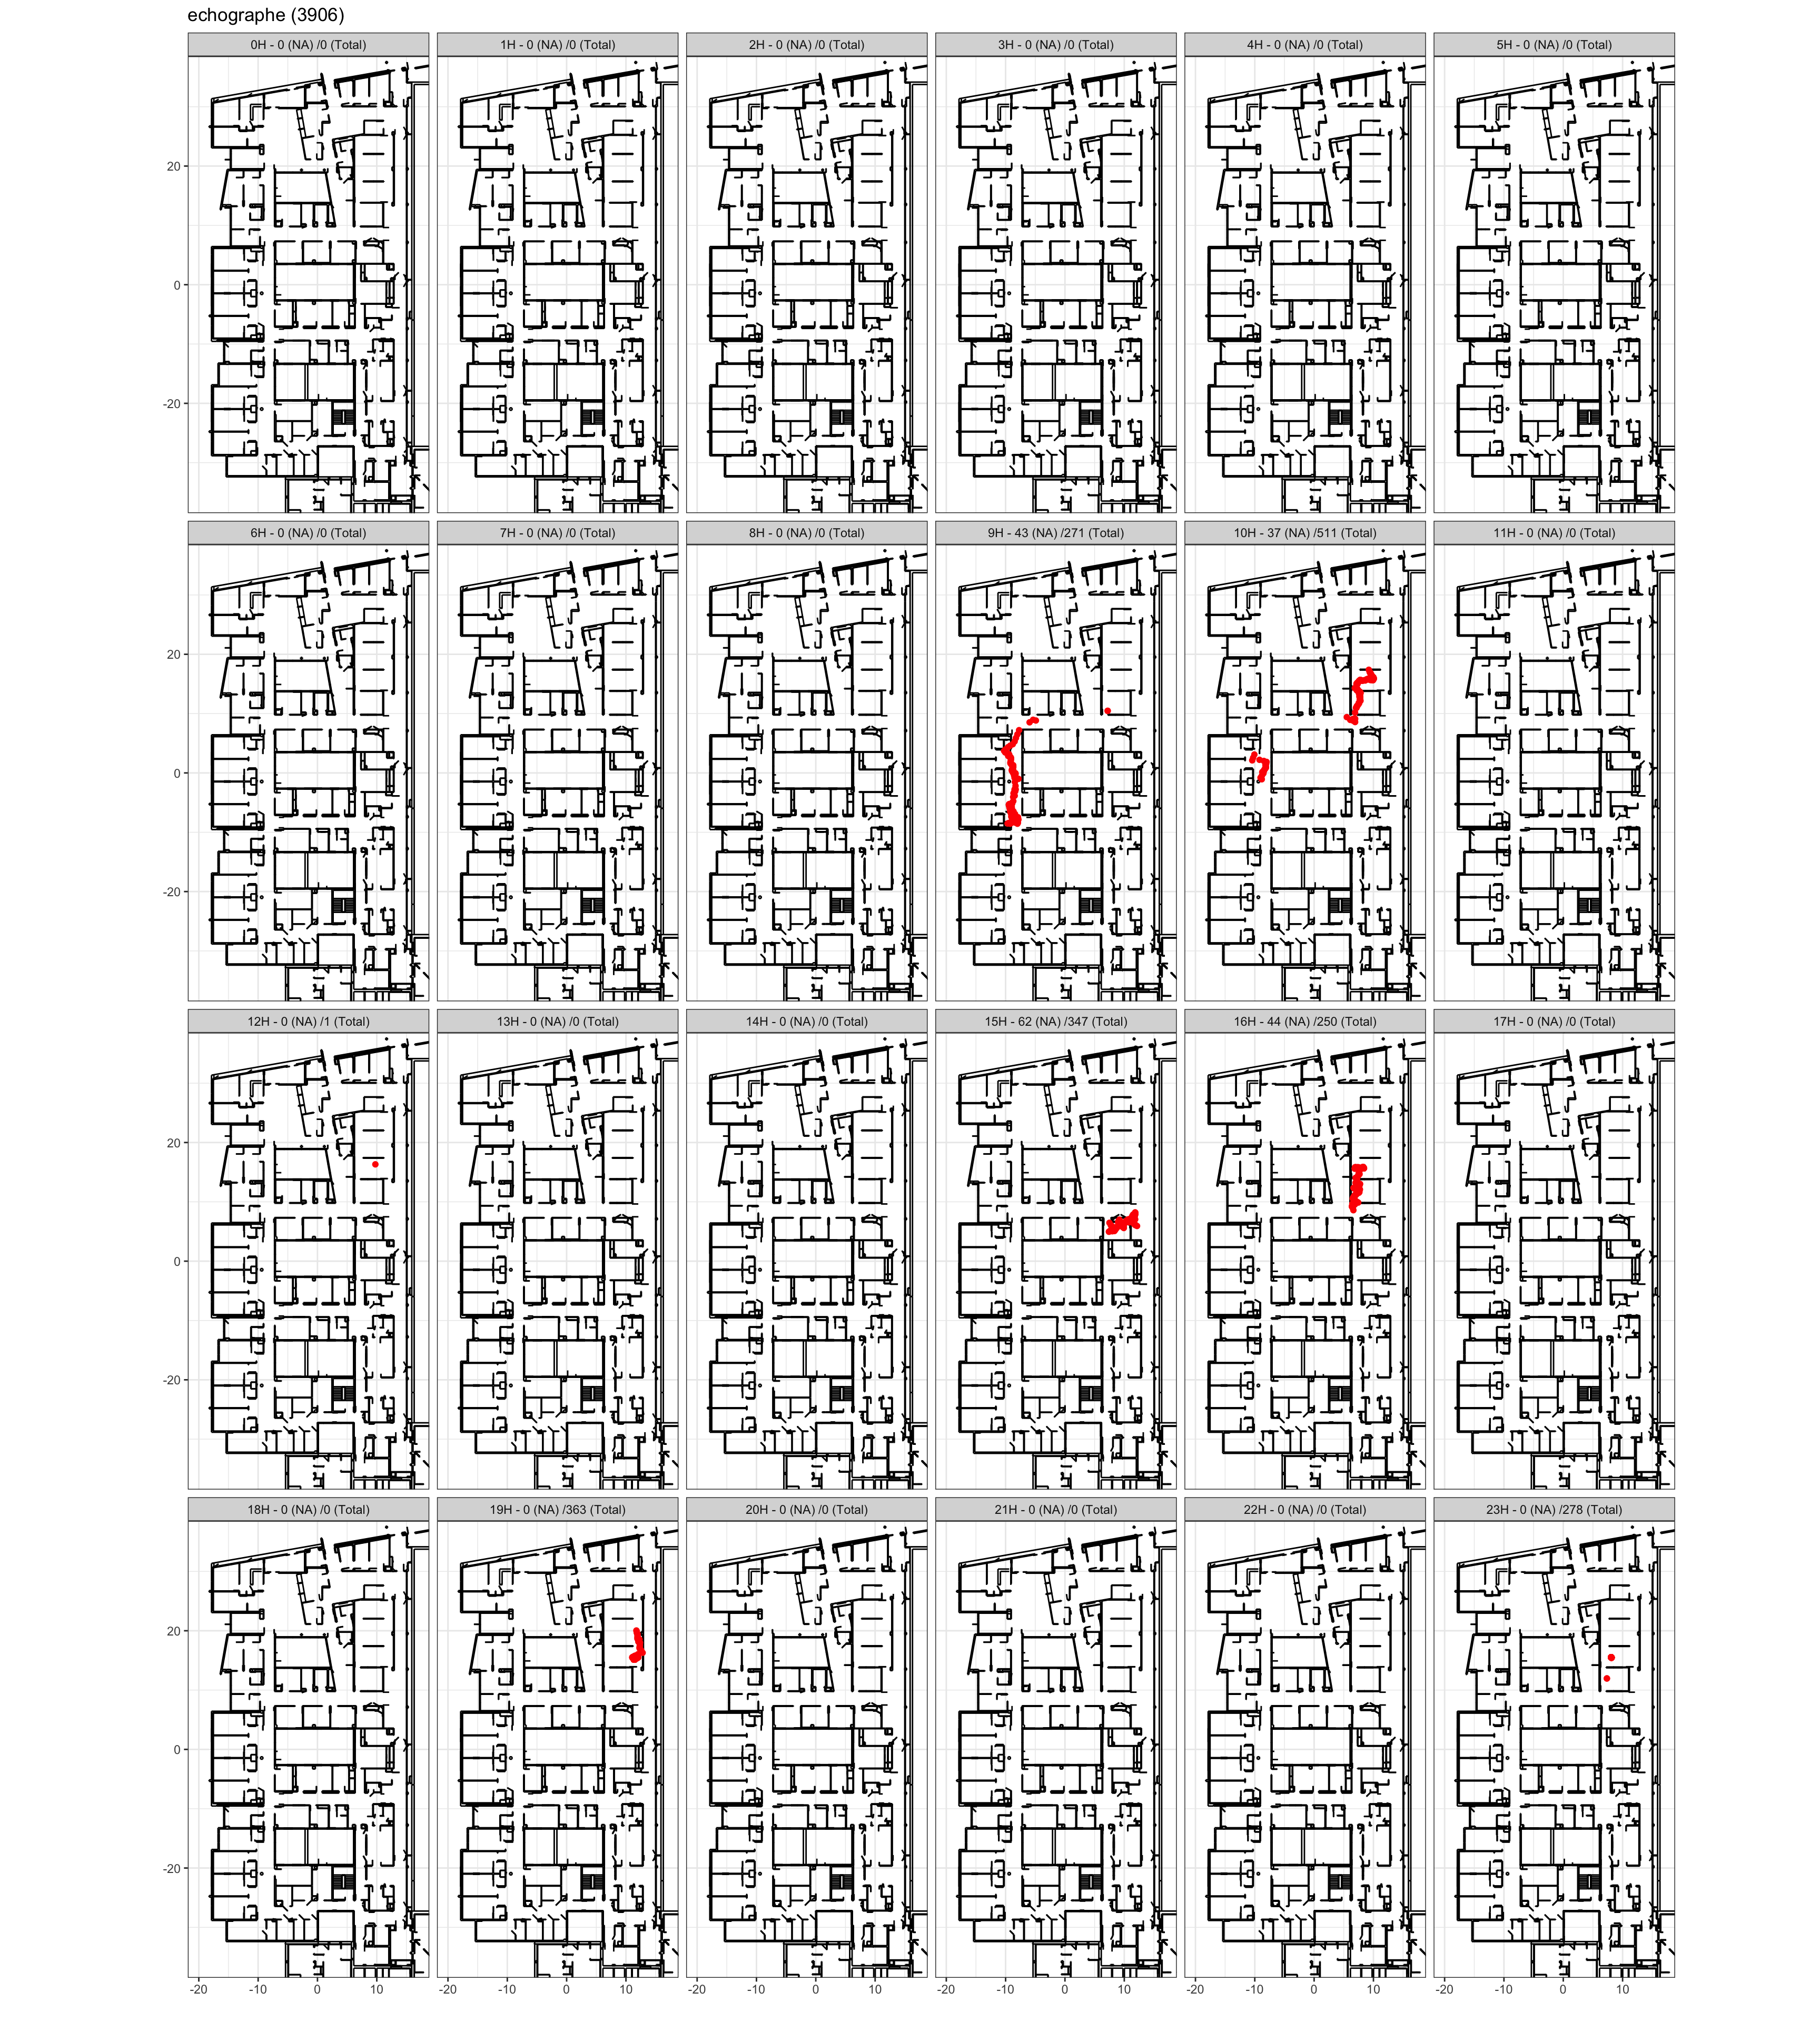 echographe (3906)
0H - 0 (NA) /0 (Total) 1H - 0 (NA) /0 (Total) 2H - 0 (NA) /0 (Total) 3H - 0 (NA) /0 (Total) 4H - 0 (NA) /0 (Total) 5H - 0 (NA) /0 (Total)
20
0
-20
6H - 0 (NA) /0 (Total) 7H - 0 (NA) /0 (Total) 8H - 0 (NA) /0 (Total) 9H - 43 (NA) /271 (Total) 10H - 37 (NA) /511 (Total) 11H - 0 (NA) /0 (Total)
20
0
-20
12H - 0 (NA) /1 (Total) 13H - 0 (NA) /0 (Total) 14H - 0 (NA) /0 (Total) 15H - 62 (NA) /347 (Total) 16H - 44 (NA) /250 (Total) 17H - 0 (NA) /0 (Total)
20
0
-20
18H - 0 (NA) /0 (Total) 19H - 0 (NA) /363 (Total) 20H - 0 (NA) /0 (Total) 21H - 0 (NA) /0 (Total) 22H - 0 (NA) /0 (Total) 23H - 0 (NA) /278 (Total)
20
0
-20
-20 -10 0 10 -20 -10 0 10 -20 -10 0 10 -20 -10 0 10 -20 -10 0 10 -20 -10 0 10